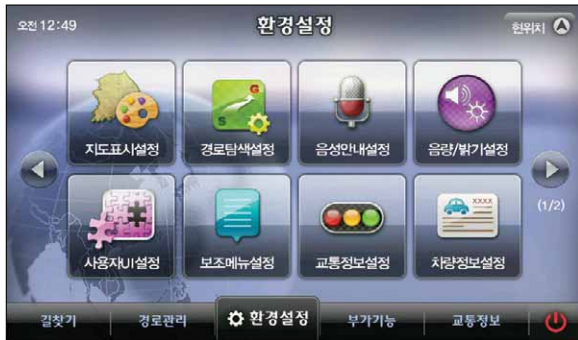 오전 12:49
환경설정
현위치
지도표시설정
경로탐색설정
음성안내설정
음량/밝기설정
G
S
사용자UI설정
보조메뉴설정
교통정보설정
차량정보설정
XXXX
(1/2)
길찾기
경로관리
환경설정
부가기능
교통정보